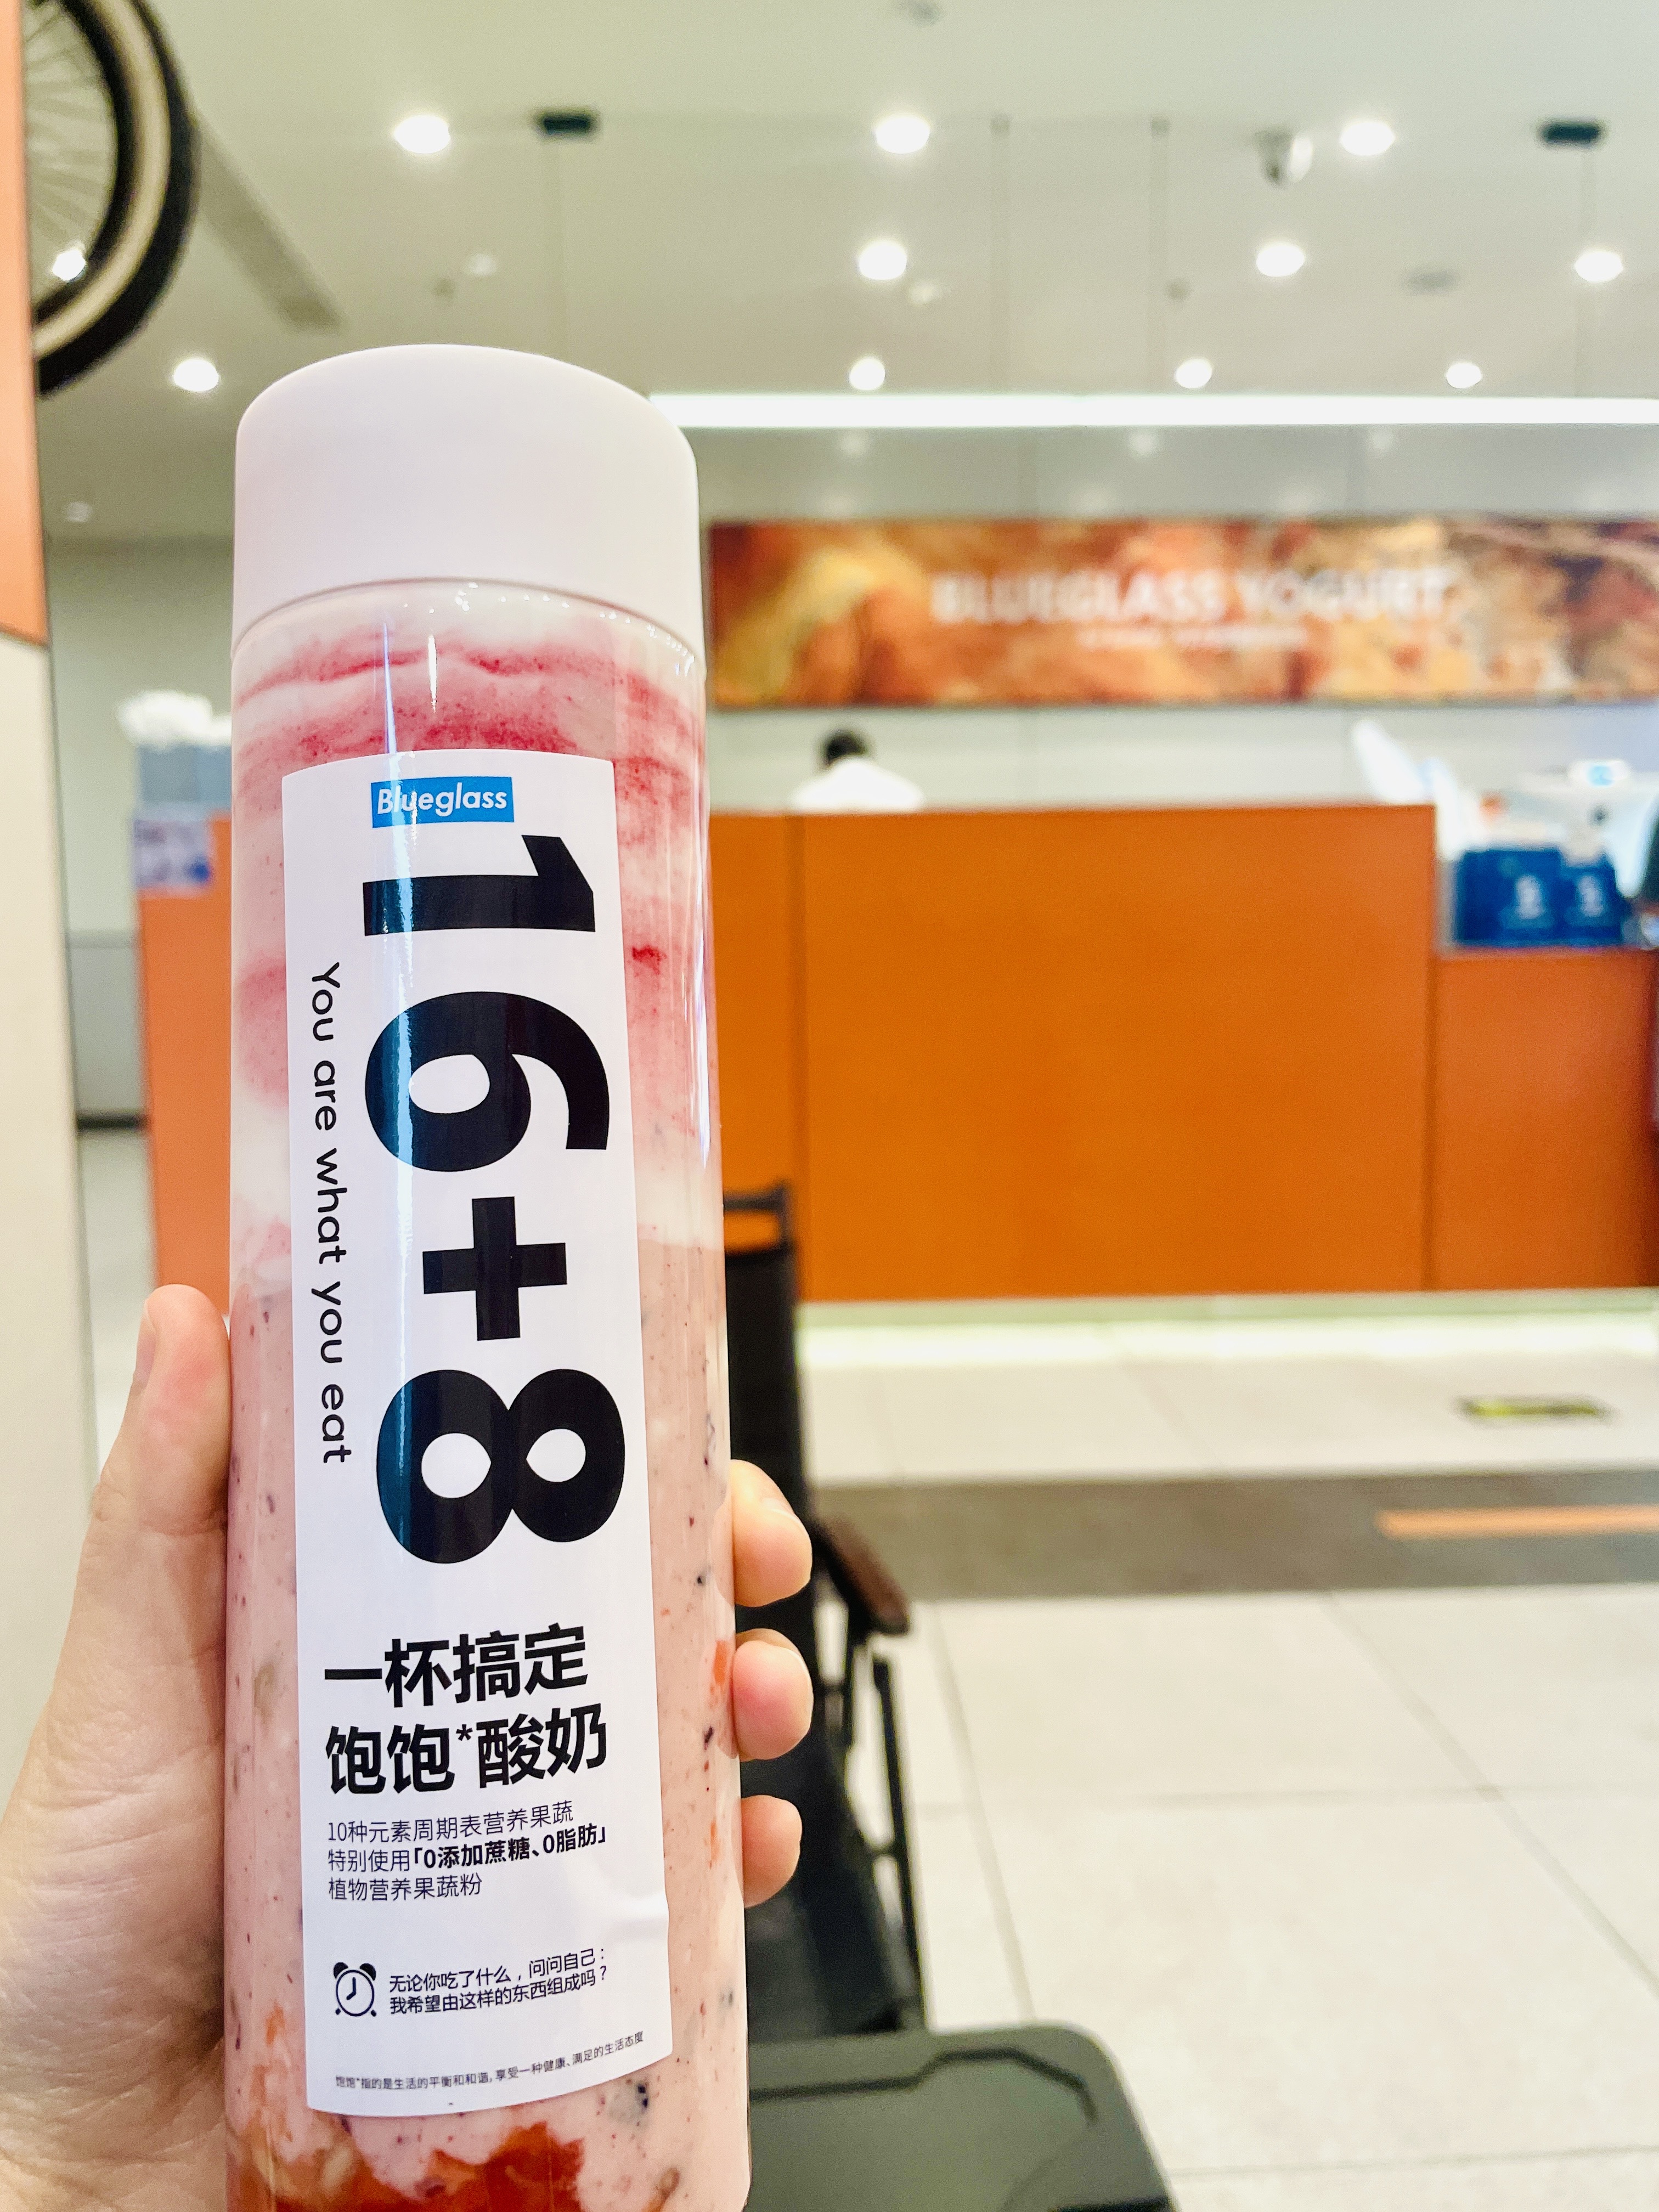 Blueglass
16+8
You are what you eat
一杯搞定
饱饱*酸奶
10种元素周期表营养果蔬
特别使用「0添加蔗糖、0脂肪」
植物营养果蔬粉
无论你吃了什么，问问自己：
我希望由这样的东西组成吗？
饱饱*指的是生活的平衡和和谐，享受一种健康、满足的生活态度
BLUEGLASS YOGURT